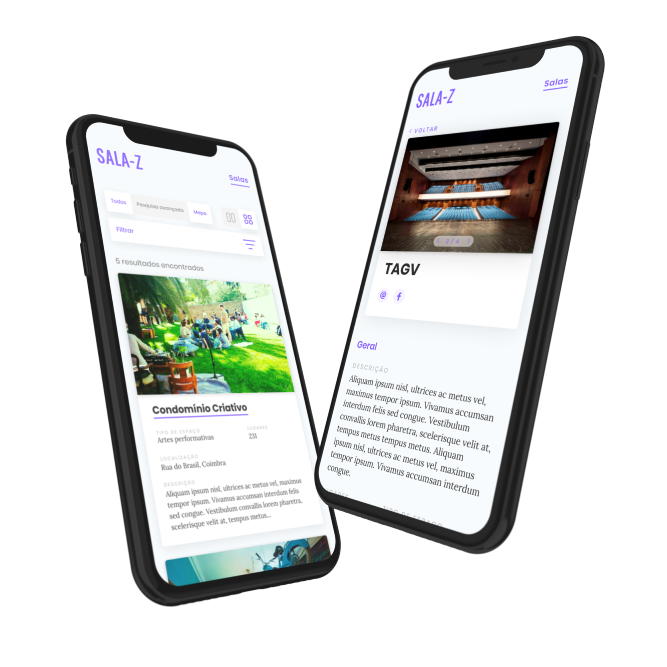 SALA-Z
Salas
Todos
Pesquisa avançada
Mapa
Filtrar
5 resultados encontrados
Condomínio Criativo
TIPO DE ESPAÇO
Artes performativas
LUGARES
231
LOCALIZAÇÃO
Rua do Brasil, Coimbra
DESCRIÇÃO
Aliquam ipsum nisl, ultrices ac metus vel, maximus
tempor ipsum. Vivamus accumsan interdum felis
sed congue. Vestibulum convallis lorem pharetra,
scelerisque velit at, tempus metus...
SALA-Z
Salas
< VOLTAR
TAGV
Geral
DESCRIÇÃO
Aliquam ipsum nisl, ultrices ac metus vel,
maximus tempor ipsum. Vivamus accumsan
interdum felis sed congue. Vestibulum
convallis lorem pharetra, scelerisque velit at,
tempus metus tempus metus. Aliquam
ipsum nisl, ultrices ac metus vel, maximus
tempor ipsum. Vivamus accumsan interdum
congue.